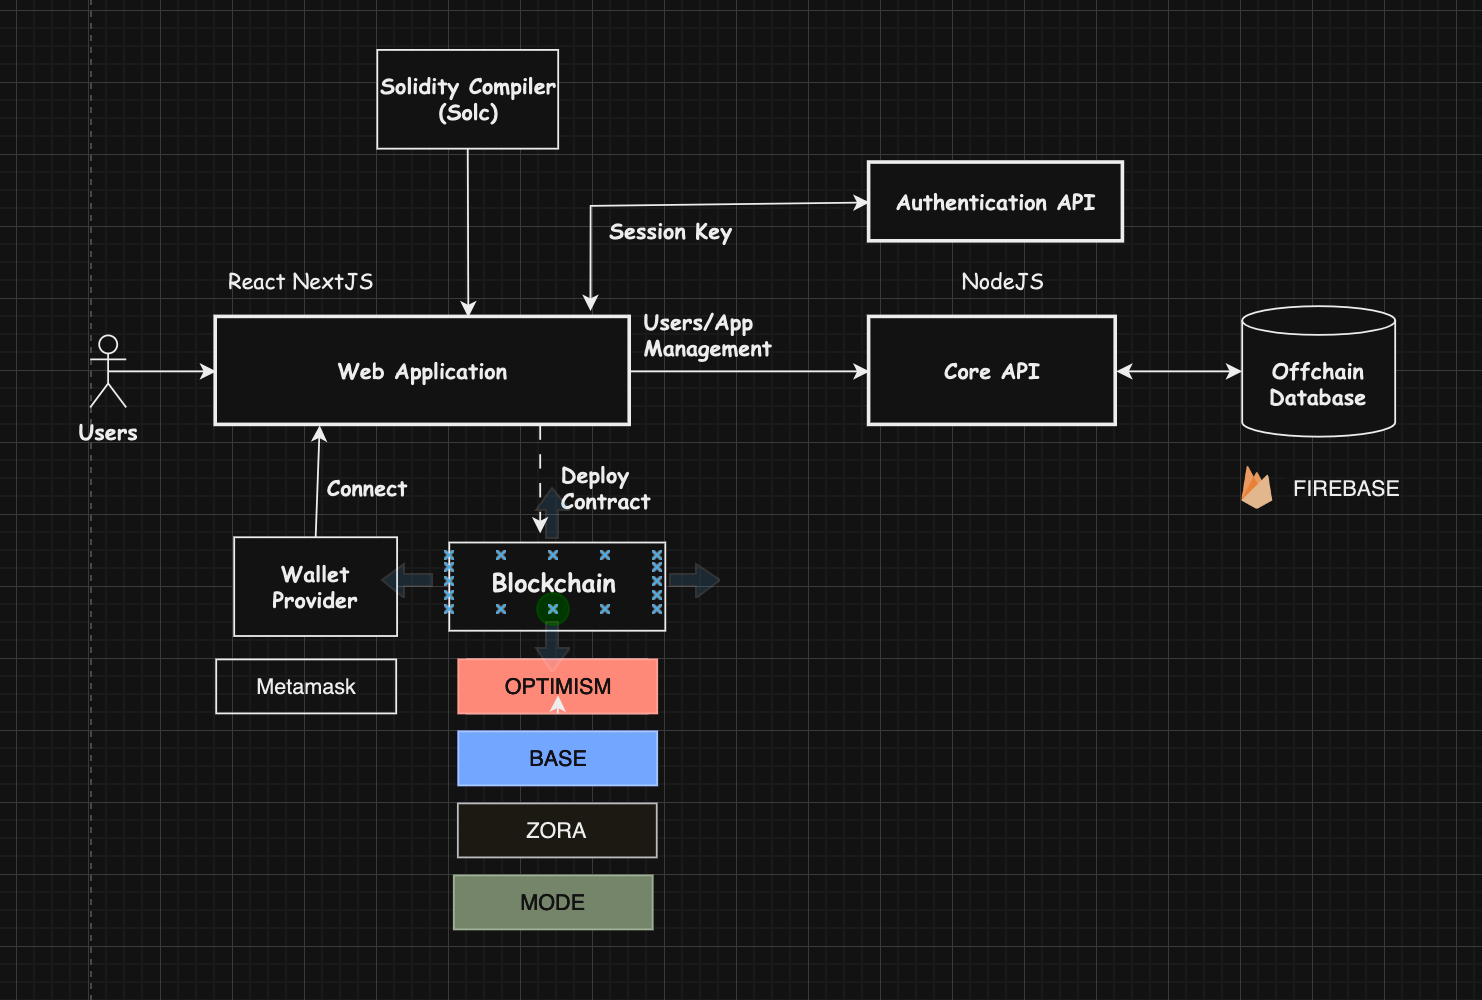 Solidity Compiler
(Solc)
Authentication API
Session Key
React NextJS
NodeJS
Users/App
Management
Web Application
Core API
Offchain
Database
Users
Connect
Deploy
Contract
FIREBASE
Wallet
Provider
Blockchain
Metamask
OPTIMISM
BASE
ZORA
MODE